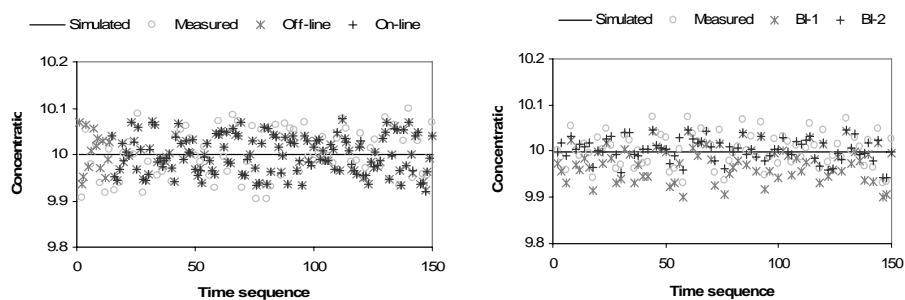 Simulated Measured Off-line On-line
10.2
10.1
10
9.9
9.8
0 50 100 150
Concentratic
Time sequence
Simulated Measured BI-1 BI-2
10.2
10.1
10
9.9
9.8
0 50 100 150
Concentratic
Time sequence